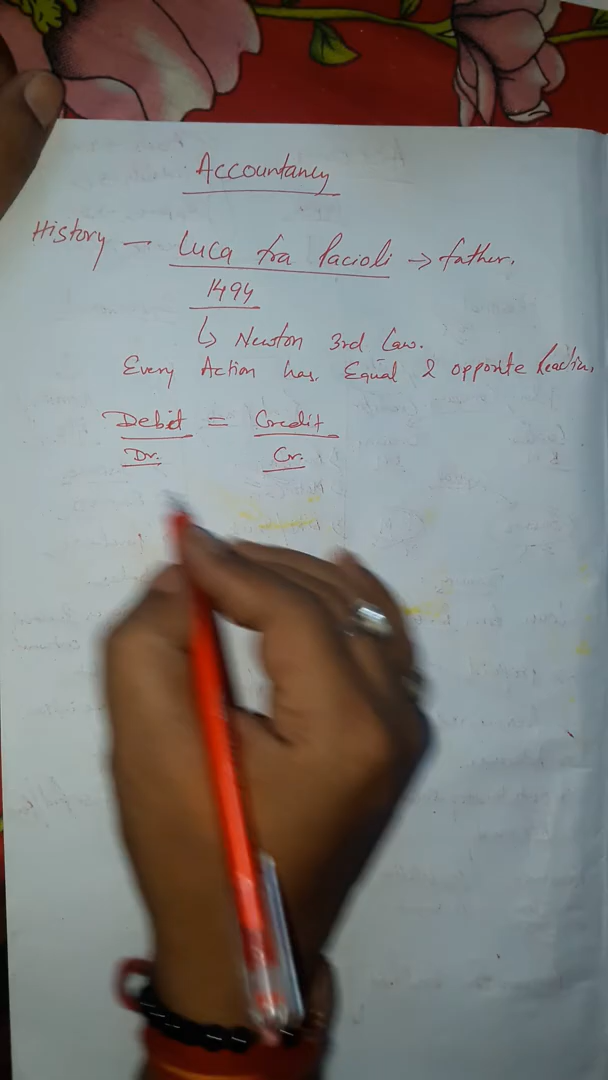 Accountancy
History – Luca fra Pacioli → father.
1494
↳ Newton 3rd Law.
Every Action has. Equal & opposite Reaction.
Debit = Credit
Dr. Cr.